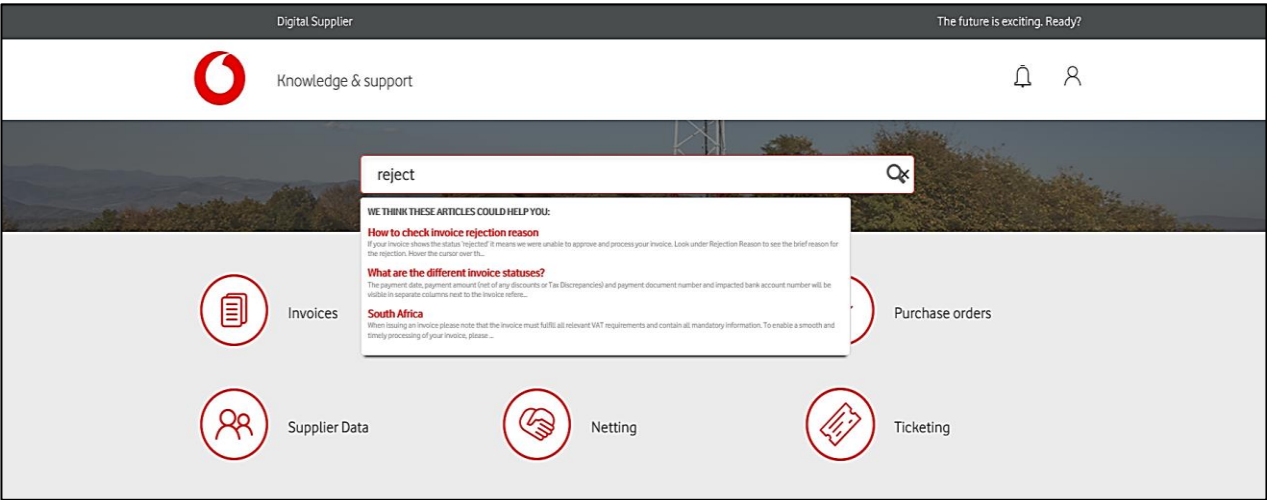 Digital Supplier
The future is exciting. Ready?
Knowledge & support
reject
WE THINK THESE ARTICLES COULD HELP YOU:
How to check invoice rejection reason
If your invoice shows the status 'rejected' it means we were unable to approve and process your invoice. Look under Rejection Reason to see the brief reason for
the rejection. Hover the cursor over th...
What are the different invoice statuses?
The payment date, payment amount (net of any discounts or Tax Discrepancies) and payment document number and impacted bank account number will be
visible in separate columns next to the invoice refere...
South Africa
When issuing an invoice please note that the invoice must fulfil all relevant VAT requirements and contain all mandatory information. To enable a smooth and
timely processing of your invoice, please ...
Invoices
Purchase orders
Supplier Data
Netting
Ticketing